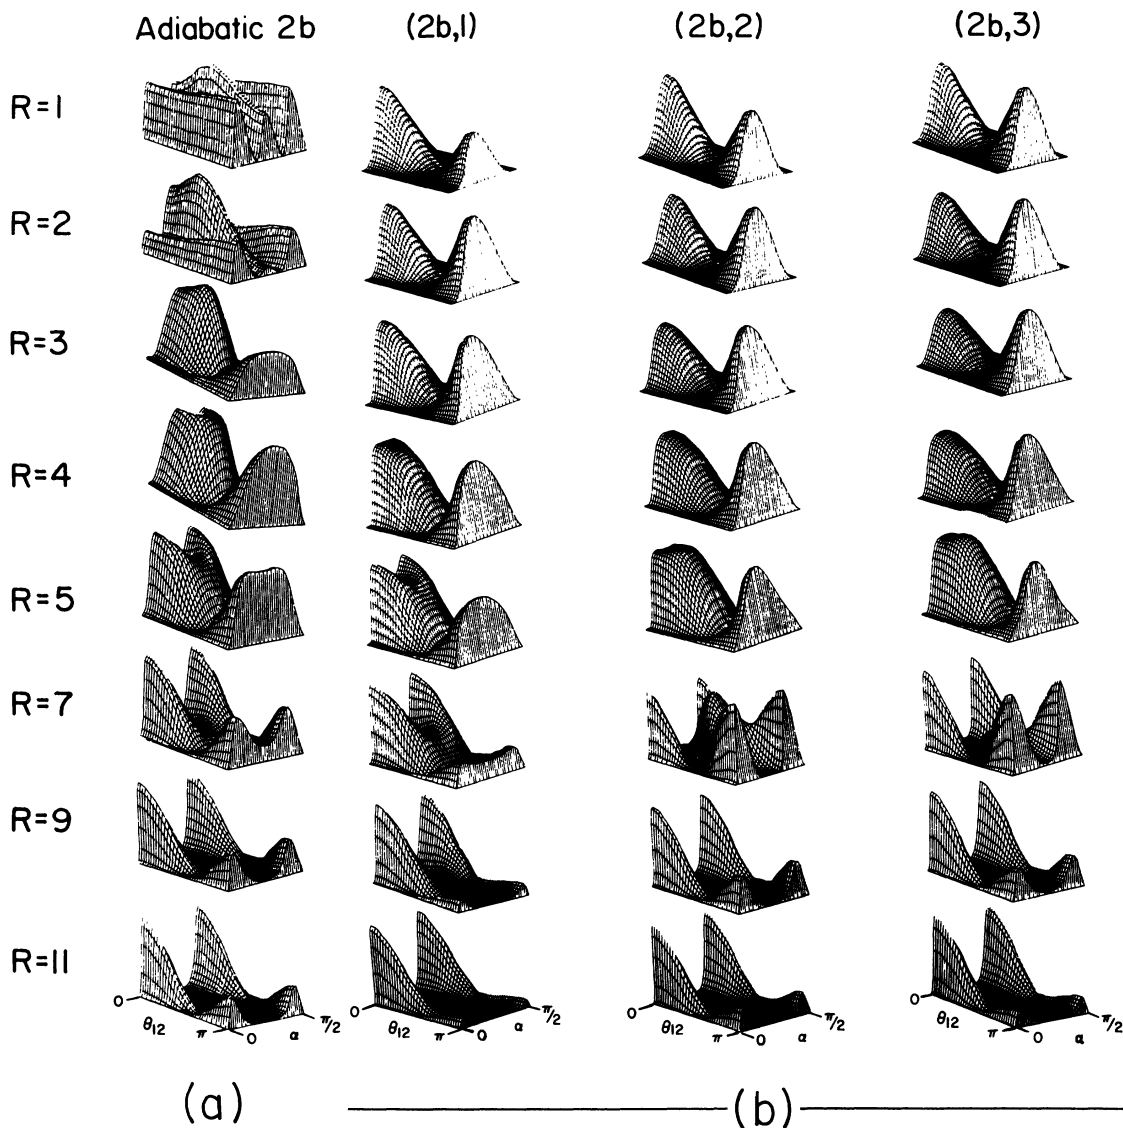 Adiabatic 2b (2b,1) (2b,2) (2b,3)
R=1
R=2
R=3
R=4
R=5
R=7
R=9
R=11
0 θ12 π 0 α π/2 0 θ12 π 0 α π/2 0 θ12 π 0 α π/2 0 θ12 π 0 α π/2
(a) (b)